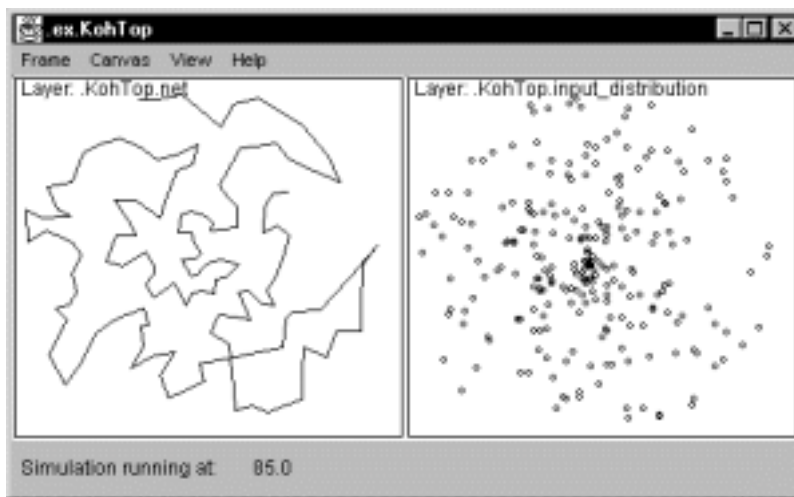 .ex.KohTop
Frame Canvas View Help
Layer: .KohTop.net
Layer: .KohTop.input_distribution
Simulation running at: 85.0